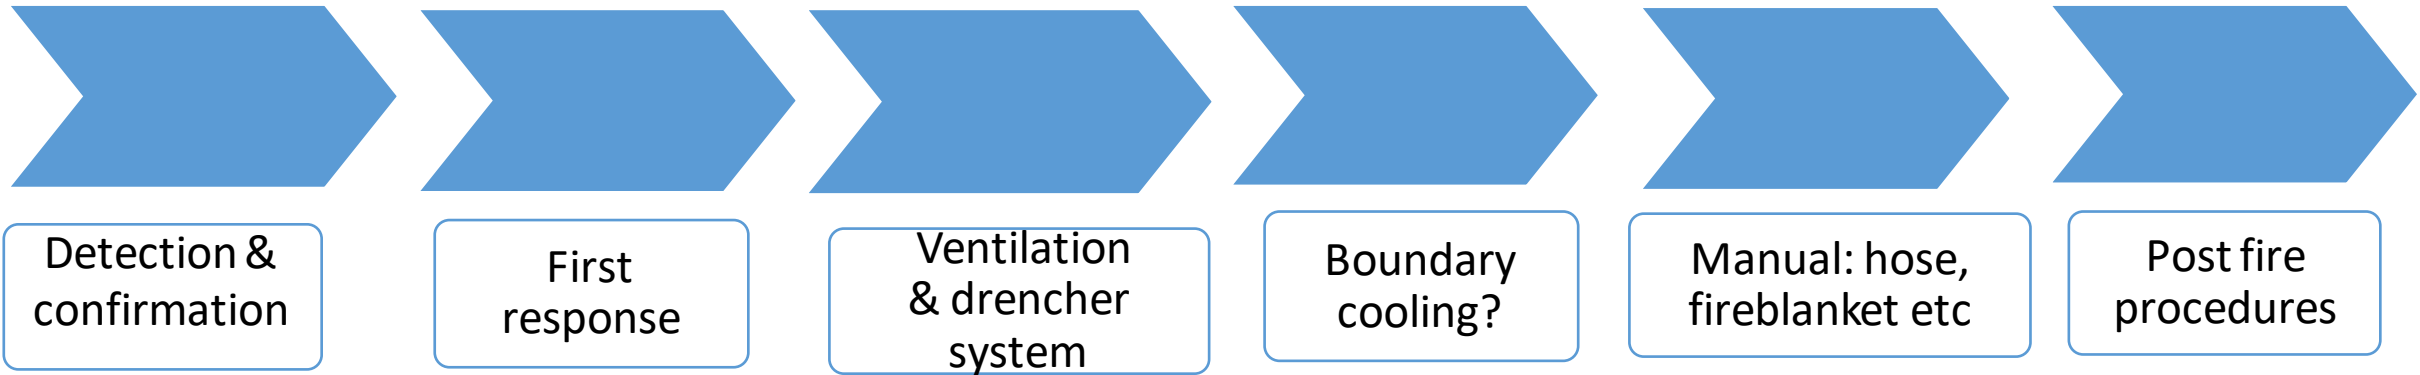 Detection &
confirmation
First
response
Ventilation
& drencher
system
Boundary
cooling?
Manual: hose,
fireblanket etc
Post fire
procedures